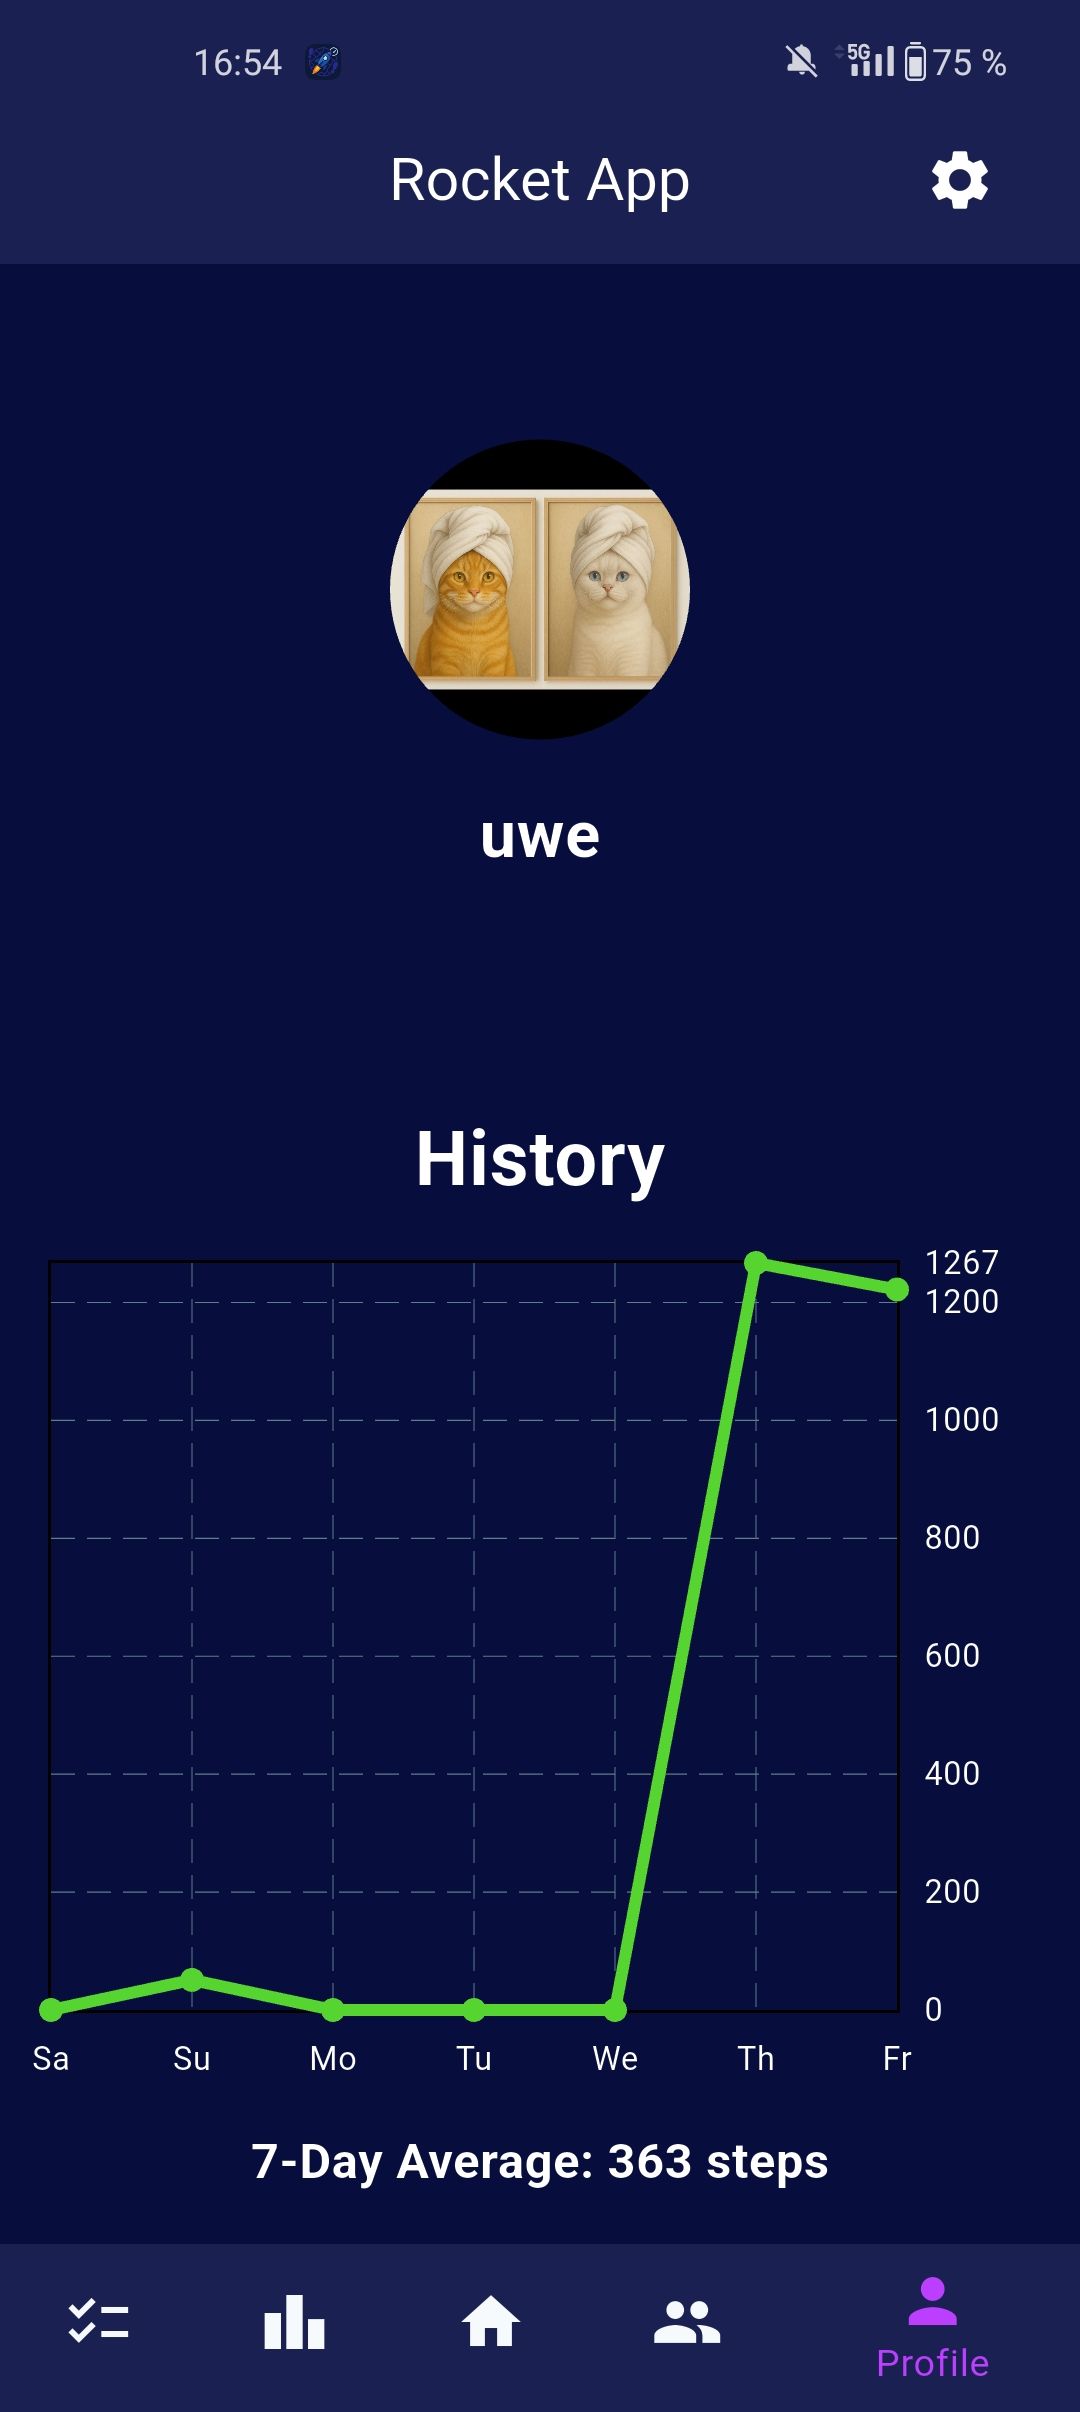 16:54 5G 75 %
Rocket App
uwe
History
1267
1200
1000
800
600
400
200
0
Sa Su Mo Tu We Th Fr
7-Day Average: 363 steps
Profile